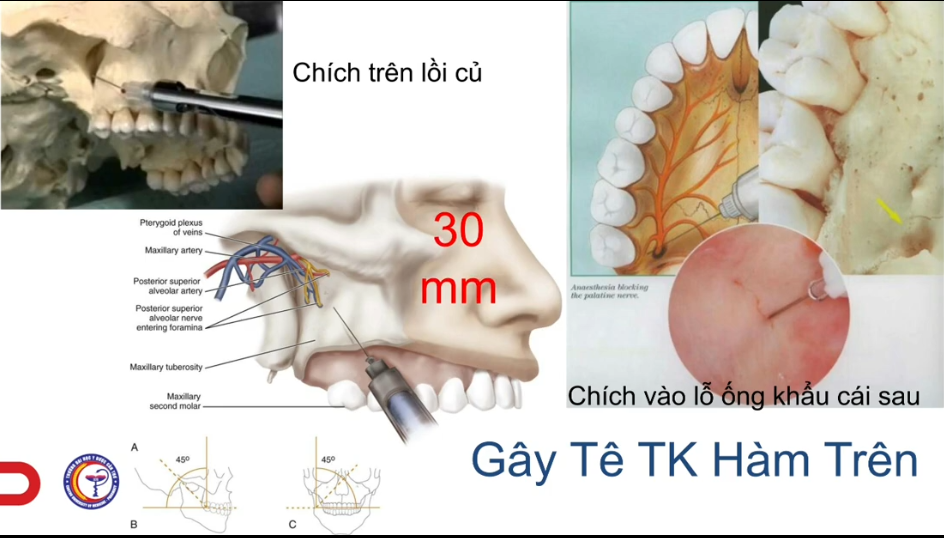 Chích trên lồi củ
Pterygoid plexus
of veins
Maxillary artery
Posterior superior
alveolar artery
Posterior superior
alveolar nerve
entering foramina
Maxillary tuberosity
Maxillary
second molar
30
mm
Anaesthesia blocking
the palatine nerve.
Chích vào lỗ ống khẩu cái sau
Gây Tê TK Hàm Trên
A
45º
B
45º
C